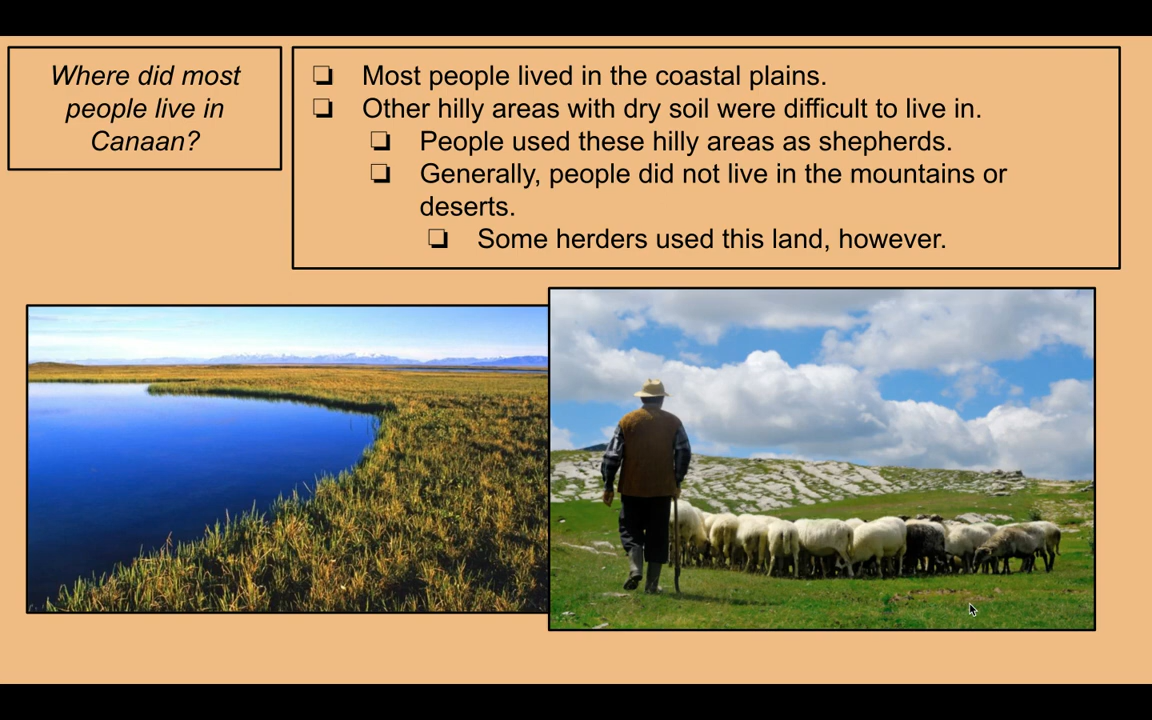 Where did most
people live in
Canaan?
❏ Most people lived in the coastal plains.
❏ Other hilly areas with dry soil were difficult to live in.
❏ People used these hilly areas as shepherds.
❏ Generally, people did not live in the mountains or
deserts.
❏ Some herders used this land, however.